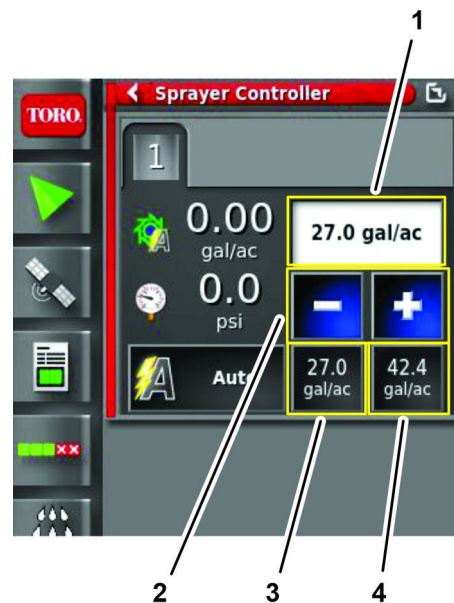 1
TORO.
Sprayer Controller
1
0.00
gal/ac
27.0 gal/ac
0.0
psi
- +
A Auto
27.0
gal/ac
42.4
gal/ac
2 3 4